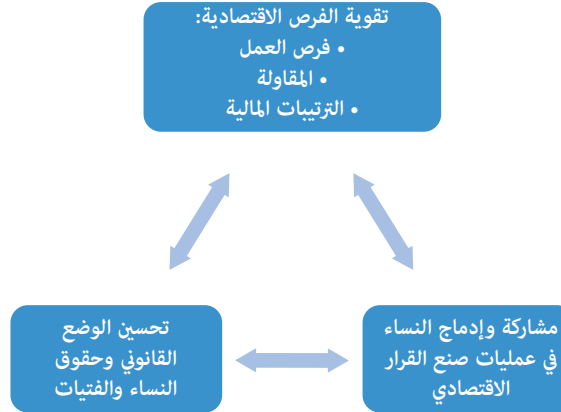 تقوية الفرص الاقتصادية:
• فرص العمل
• المقاولة
• الترتيبات المالية
مشاركة وإدماج النساء
في عمليات صنع القرار
الاقتصادي
تحسين الوضع
القانوني وحقوق
النساء والفتيات